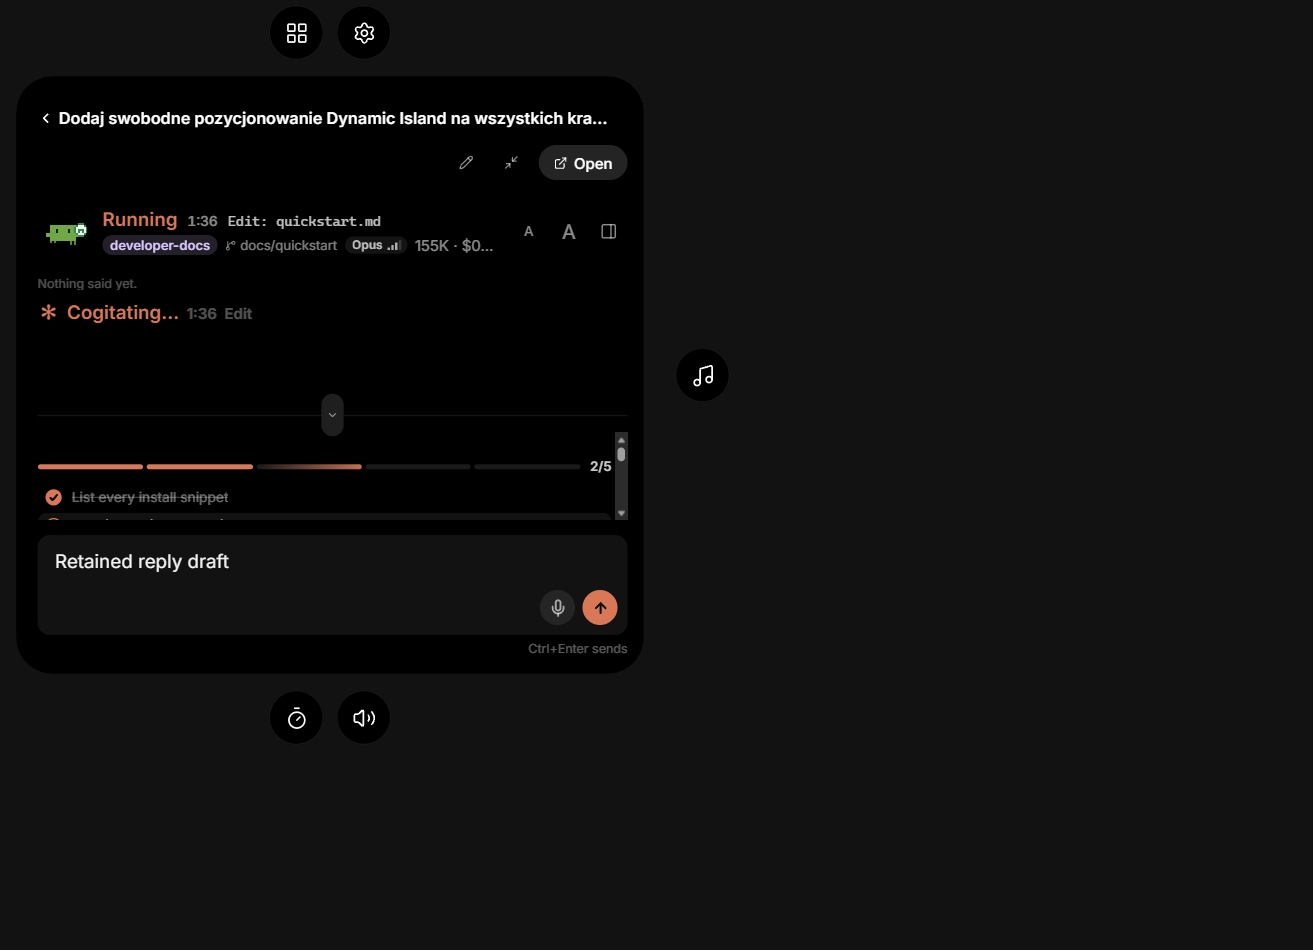 Dodaj swobodne pozycjonowanie Dynamic Island na wszystkich kra...
Open
Running 1:36 Edit: quickstart.md
developer-docs docs/quickstart Opus 155K · $0...
A A
Nothing said yet.
Cogitating... 1:36 Edit
2/5
List every install snippet
Retained reply draft
Ctrl+Enter sends